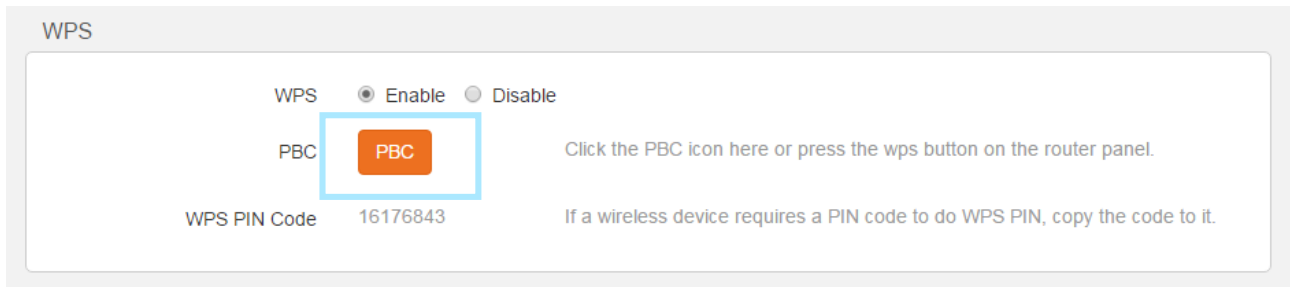 WPS
WPS Enable Disable
PBC PBC Click the PBC icon here or press the wps button on the router panel.
WPS PIN Code 16176843 If a wireless device requires a PIN code to do WPS PIN, copy the code to it.